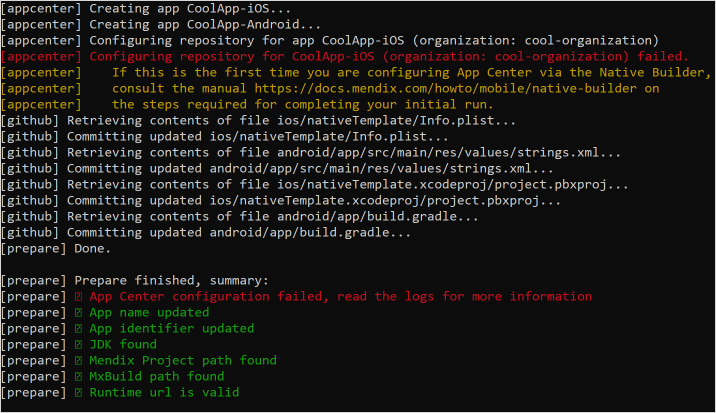 [appcenter] Creating app CoolApp-iOS...
[appcenter] Creating app CoolApp-Android...
[appcenter] Configuring repository for app CoolApp-iOS (organization: cool-organization)
[appcenter] Configuring repository for CoolApp-iOS (organization: cool-organization) failed.
[appcenter]    If this is the first time you are configuring App Center via the Native Builder,
[appcenter]    consult the manual https://docs.mendix.com/howto/mobile/native-builder on
[appcenter]    the steps required for completing your initial run.
[github] Retrieving contents of file ios/nativeTemplate/Info.plist...
[github] Committing updated ios/nativeTemplate/Info.plist...
[github] Retrieving contents of file android/app/src/main/res/values/strings.xml...
[github] Committing updated android/app/src/main/res/values/strings.xml...
[github] Retrieving contents of file ios/nativeTemplate.xcodeproj/project.pbxproj...
[github] Committing updated ios/nativeTemplate.xcodeproj/project.pbxproj...
[github] Retrieving contents of file android/app/build.gradle...
[github] Committing updated android/app/build.gradle...
[prepare] Done.
[prepare] Prepare finished, summary:
[prepare] ⍰ App Center configuration failed, read the logs for more information
[prepare] ⍰ App name updated
[prepare] ⍰ App identifier updated
[prepare] ⍰ JDK found
[prepare] ⍰ Mendix Project path found
[prepare] ⍰ MxBuild path found
[prepare] ⍰ Runtime url is valid